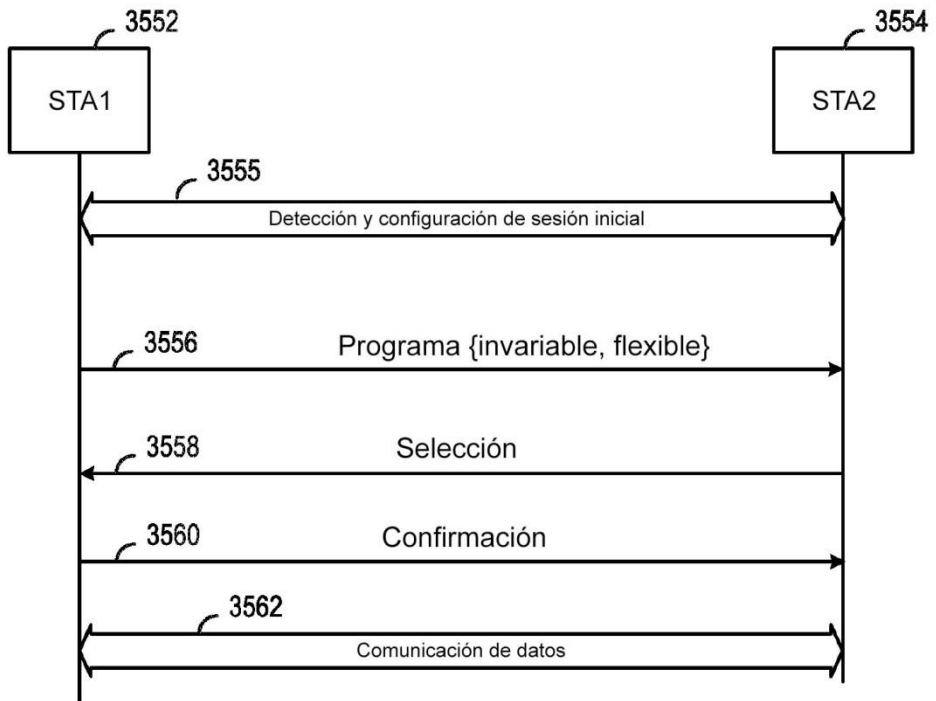 3552
3554
STA1
STA2
3555
Detección y configuración de sesión inicial
3556
Programa {invariable, flexible}
3558
Selección
3560
Confirmación
3562
Comunicación de datos